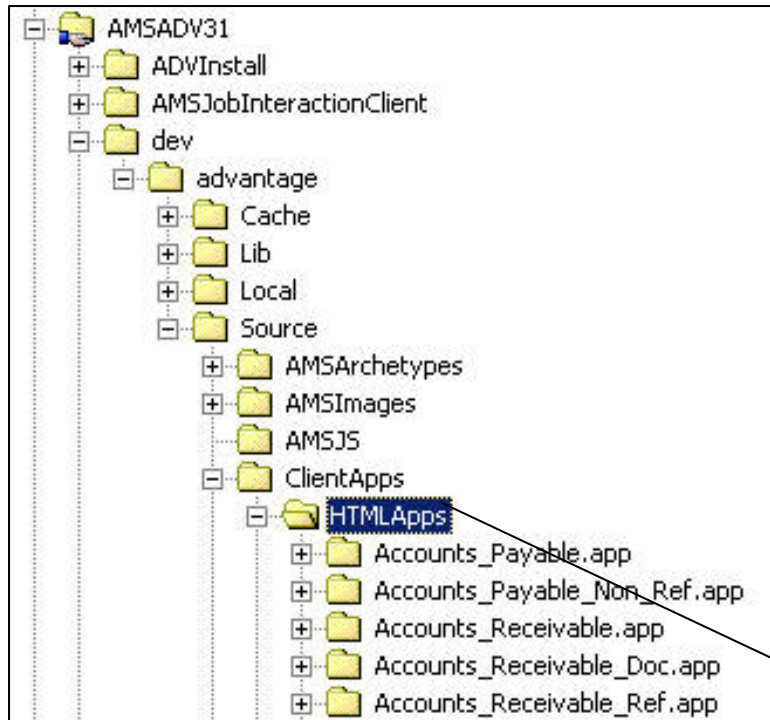 AMSADV31
ADVInstall
AMSJobInteractionClient
dev
advantage
Cache
Lib
Local
Source
AMSArchetypes
AMSImages
AMSJS
ClientApps
HTMLApps
Accounts_Payable.app
Accounts_Payable_Non_Ref.app
Accounts_Receivable.app
Accounts_Receivable_Doc.app
Accounts_Receivable_Ref.app